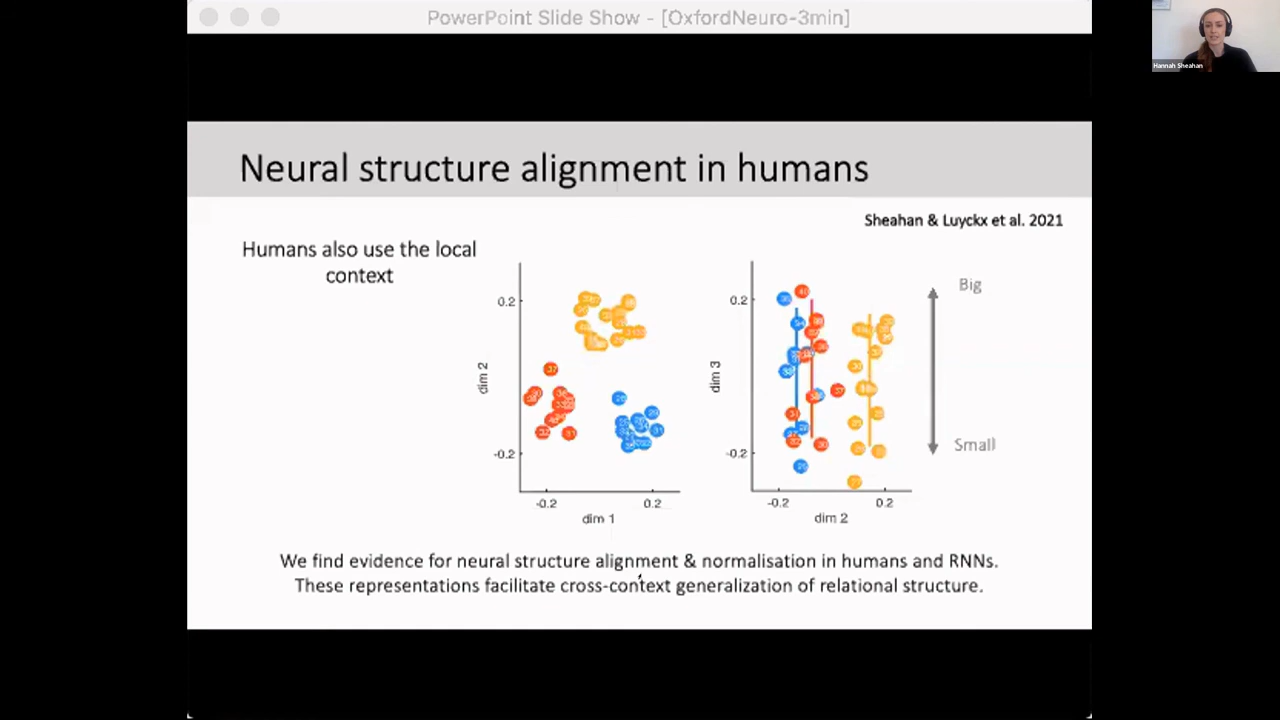 PowerPoint Slide Show - [OxfordNeuro-3min]
Hannah Sheahan
Neural structure alignment in humans
Sheahan & Luyckx et al. 2021
Humans also use the local
context
0.2
-0.2
dim 2
-0.2
0.2
dim 1
0.2
-0.2
dim 3
-0.2
0.2
dim 2
Big
Small
We find evidence for neural structure alignment & normalisation in humans and RNNs.
These representations facilitate cross-context generalization of relational structure.